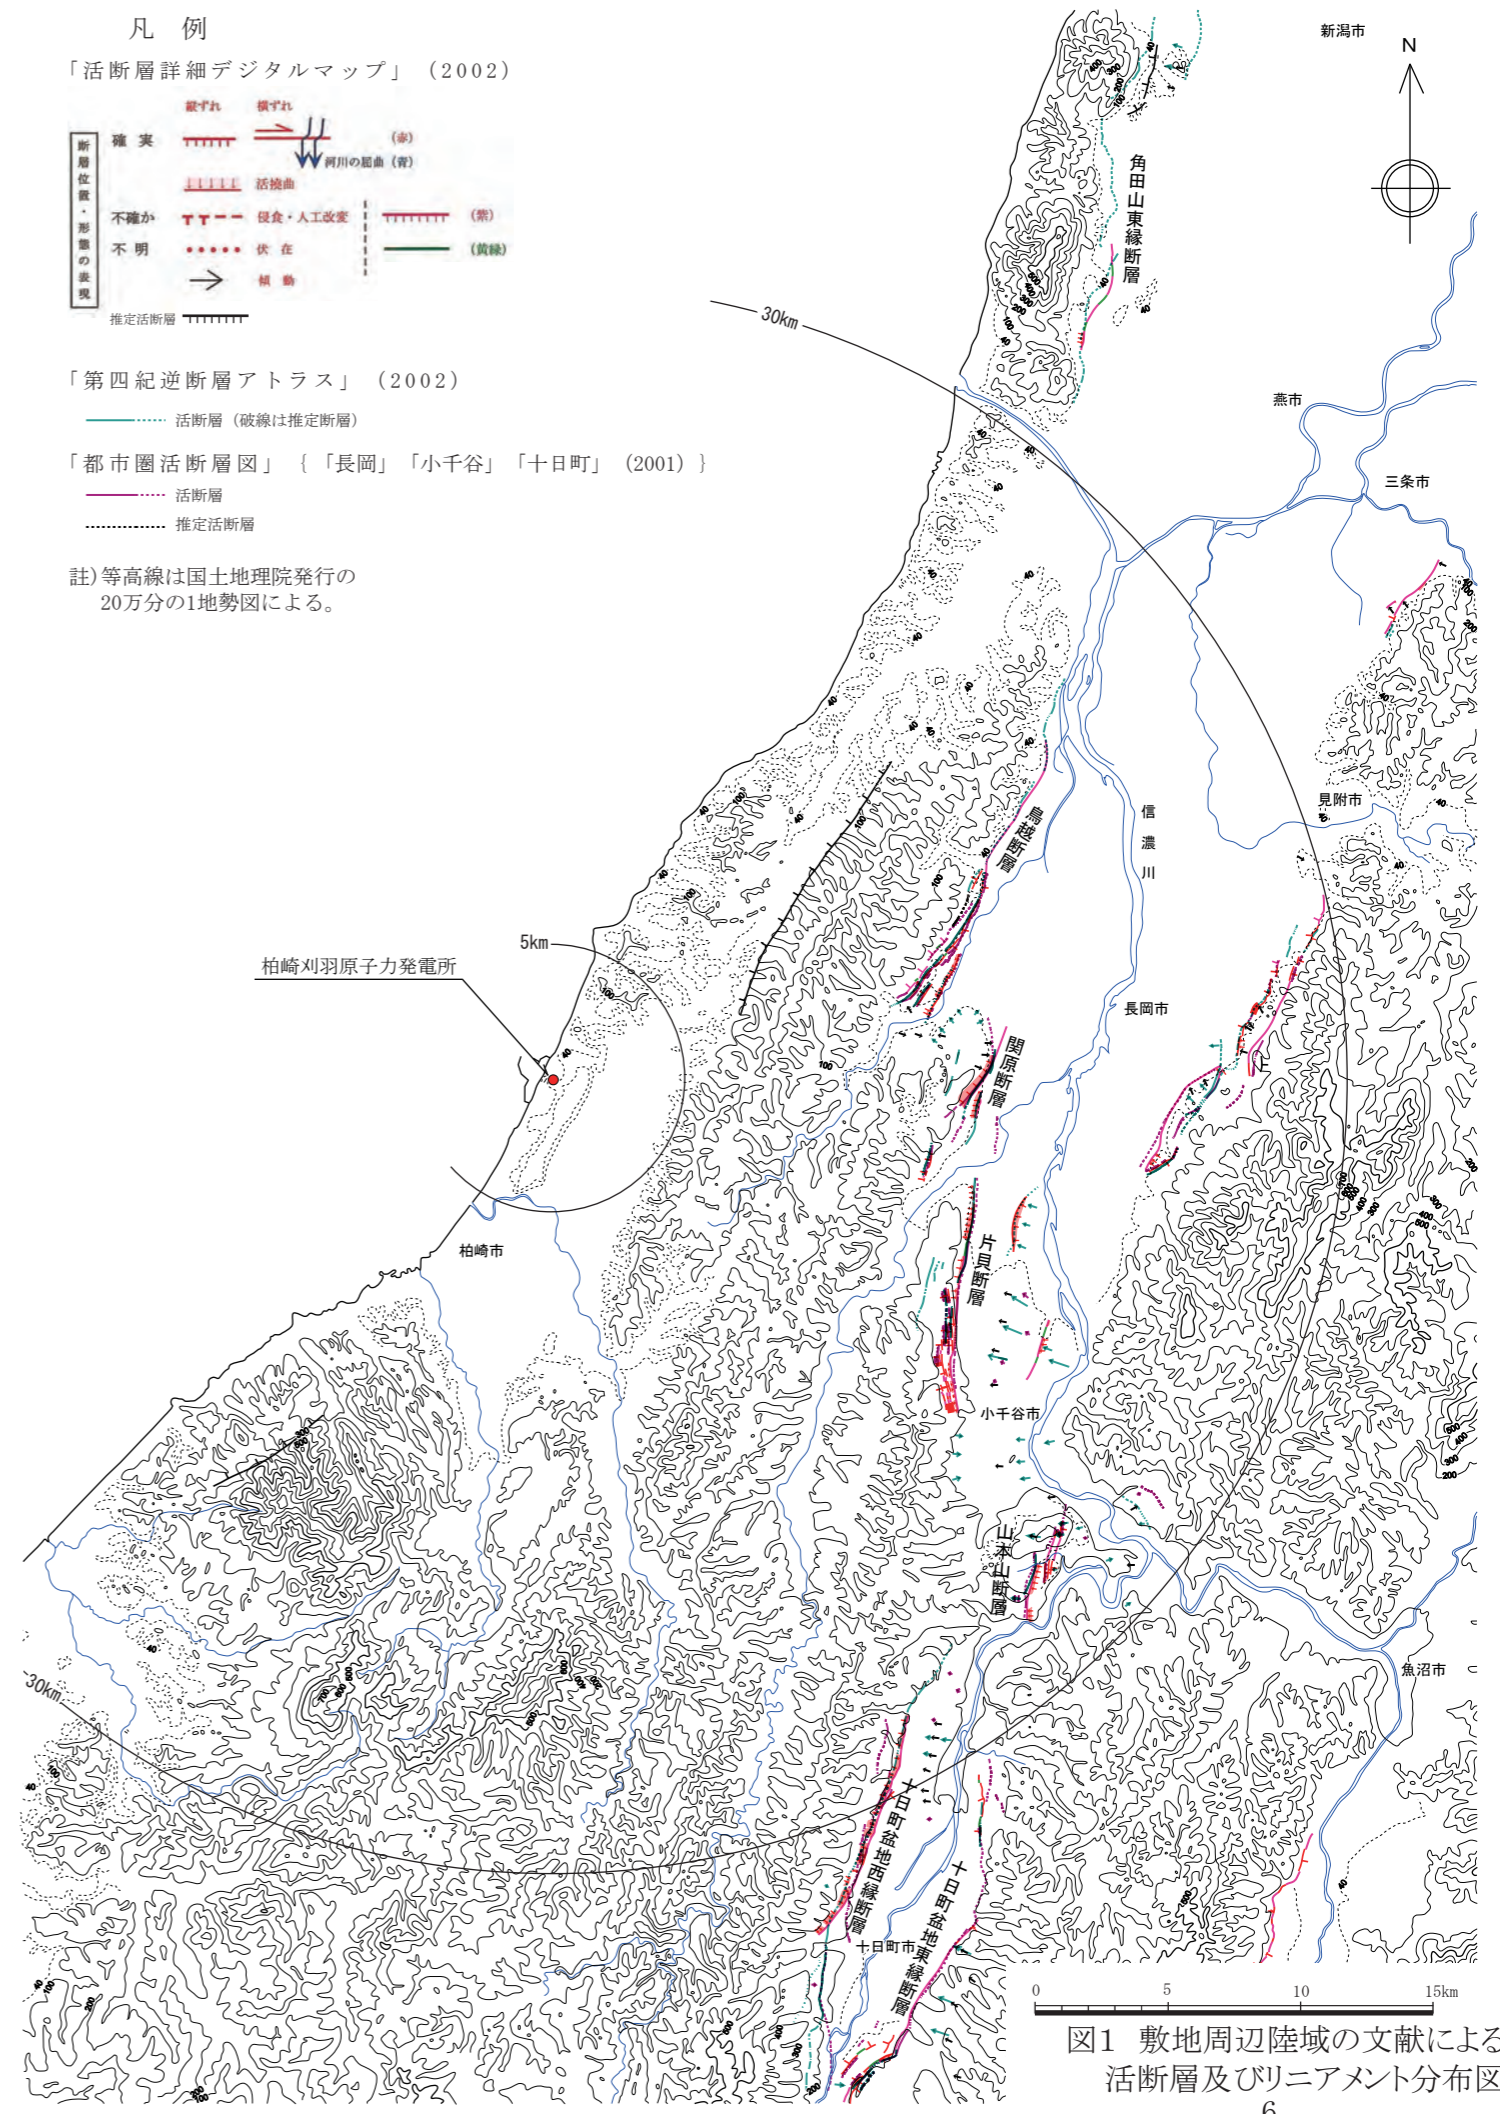 凡 例
「活断層詳細デジタルマップ」 (2002)
縦ずれ 横ずれ
断層位置・形態の表現
確 実 (赤)
河川の屈曲 (青)
活撓曲
不確か 侵食・人工改変 (紫)
不 明 伏 在 (黄緑)
傾 動
推定活断層
「第四紀逆断層アトラス」 (2002)
活断層 (破線は推定断層)
「都市圏活断層図」 {「長岡」「小千谷」「十日町」 (2001) }
活断層
推定活断層
註) 等高線は国土地理院発行の
20万分の1地勢図による。
新潟市
N
角田山東縁断層
30km
燕市
三条市
見附市
信濃川
鳥越断層
5km
柏崎刈羽原子力発電所
長岡市
関原断層
柏崎市
片貝断層
小千谷市
山本山断層
魚沼市
30km
十日町盆地西縁断層
十日町市
十日町盆地東縁断層
0 5 10 15km
図1 敷地周辺陸域の文献による
活断層及びリニアメント分布図
6